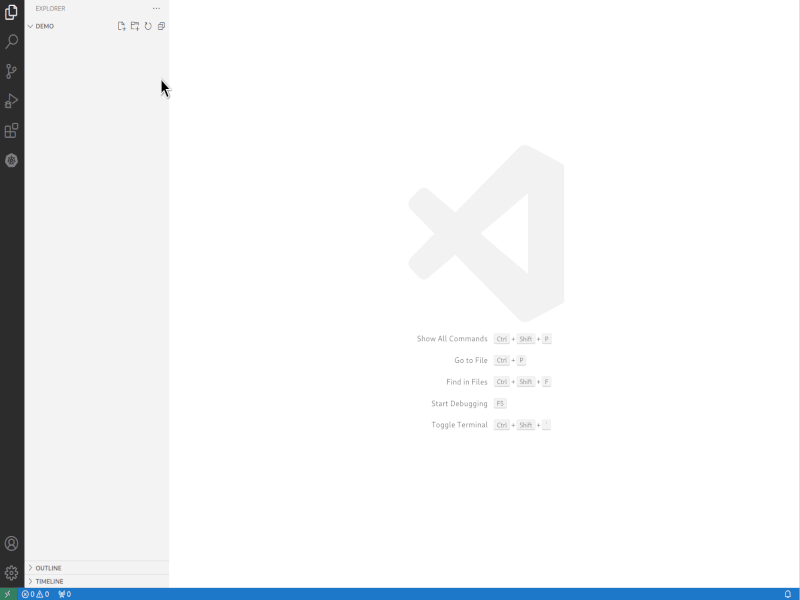 EXPLORER
DEMO
Show All Commands Ctrl + Shift + P
Go to File Ctrl + P
Find in Files Ctrl + Shift + F
Start Debugging F5
Toggle Terminal Ctrl + Shift + `
OUTLINE
TIMELINE
0 0 0